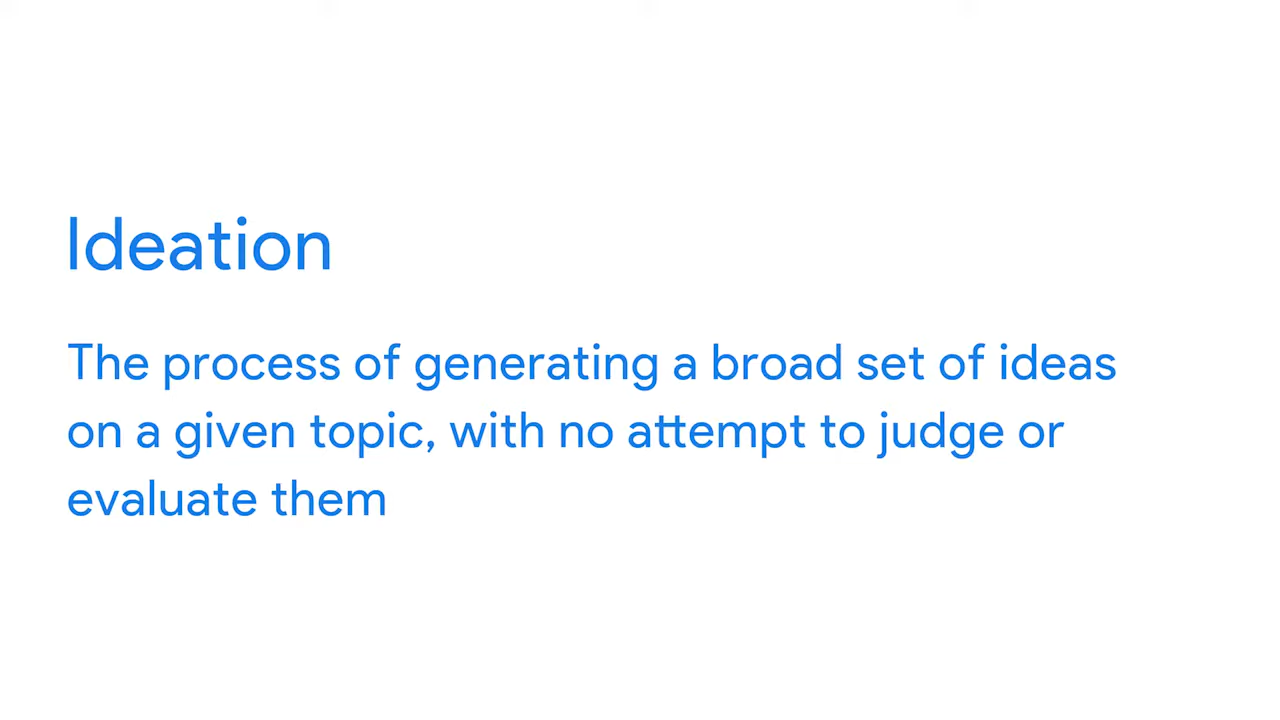 Ideation
The process of generating a broad set of ideas
on a given topic, with no attempt to judge or
evaluate them